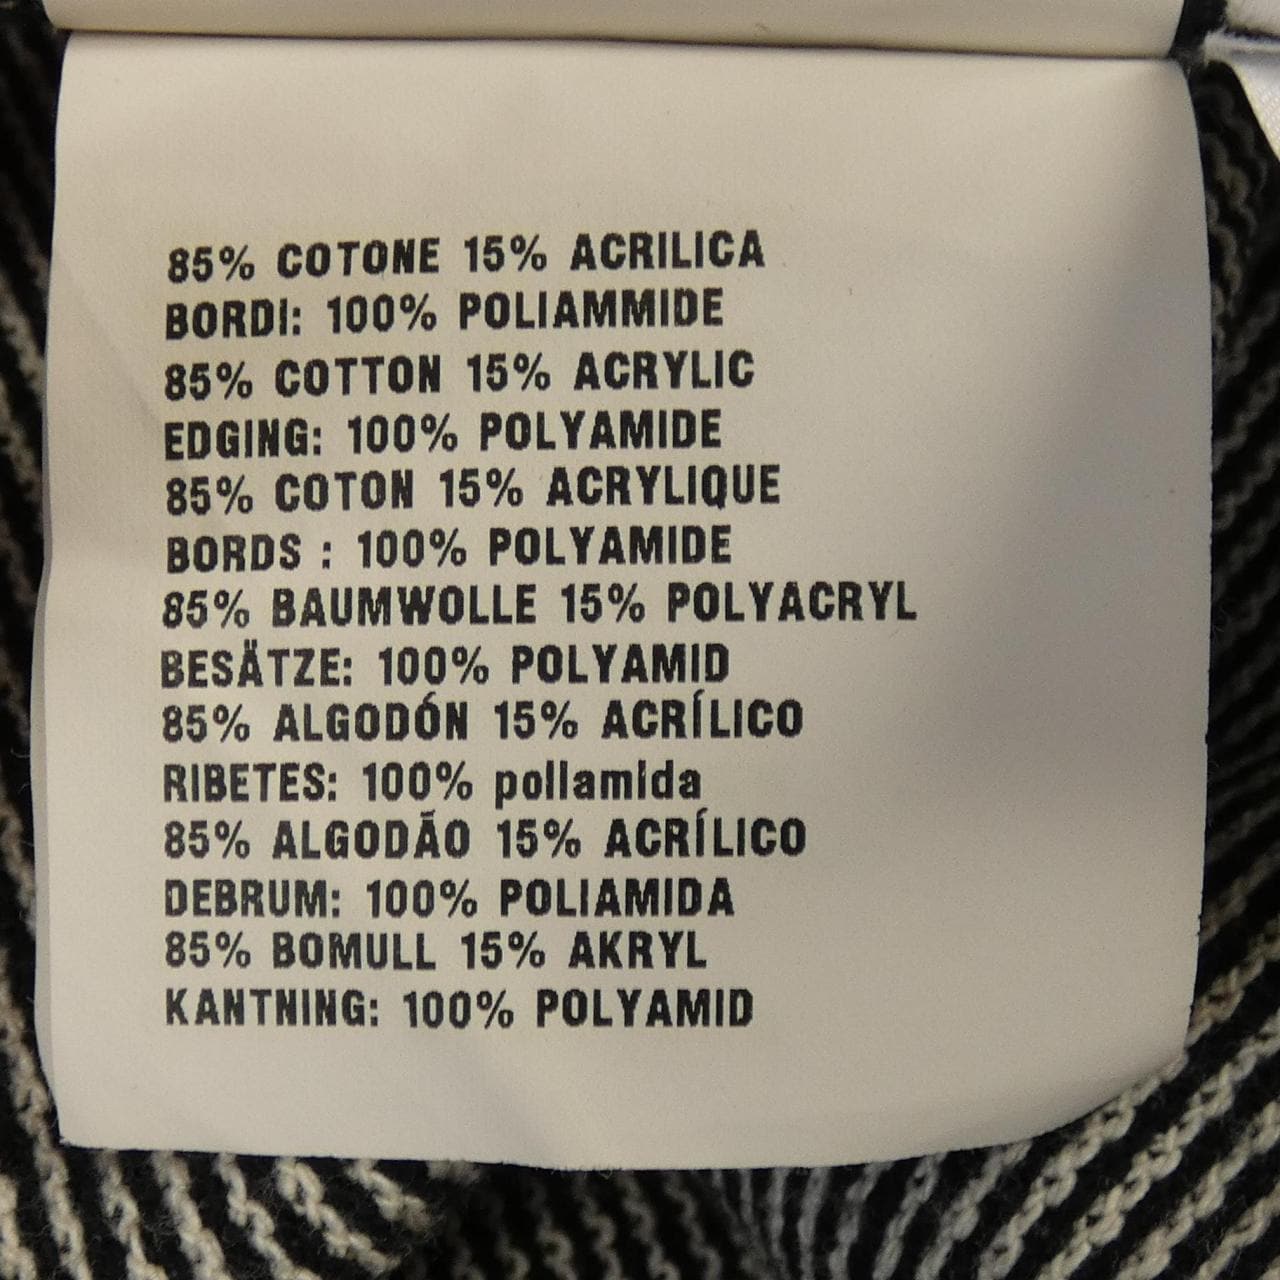 85% COTONE 15% ACRILICA
BORDI: 100% POLIAMMIDE
85% COTTON 15% ACRYLIC
EDGING: 100% POLYAMIDE
85% COTON 15% ACRYLIQUE
BORDS : 100% POLYAMIDE
85% BAUMWOLLE 15% POLYACRYL
BESÄTZE: 100% POLYAMID
85% ALGODÓN 15% ACRÍLICO
RIBETES: 100% pollamlda
85% ALGODÃO 15% ACRÍLICO
DEBRUM: 100% POLIAMIDA
85% BOMULL 15% AKRYL
KANTNING: 100% POLYAMID